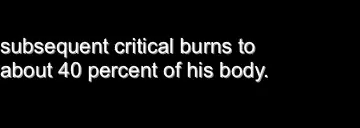 subsequent critical burns to
about 40 percent of his body.